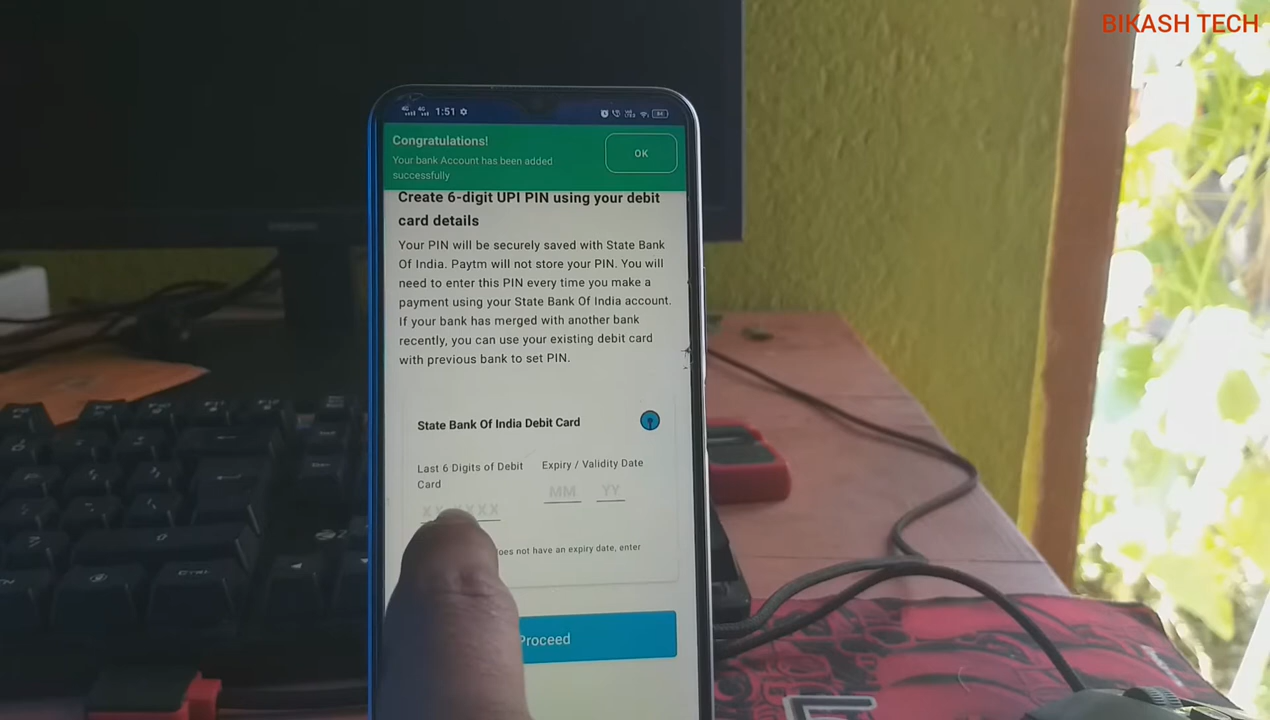 BIKASH TECH
4G 4G 1:51
Congratulations!
OK
Your bank Account has been added
successfully
Create 6-digit UPI PIN using your debit
card details
Your PIN will be securely saved with State Bank
Of India. Paytm will not store your PIN. You will
need to enter this PIN every time you make a
payment using your State Bank Of India account.
If your bank has merged with another bank
recently, you can use your existing debit card
with previous bank to set PIN.
State Bank Of India Debit Card
Last 6 Digits of Debit
Card
Expiry / Validity Date
MM YY
oes not have an expiry date, enter
Proceed
Ctrl